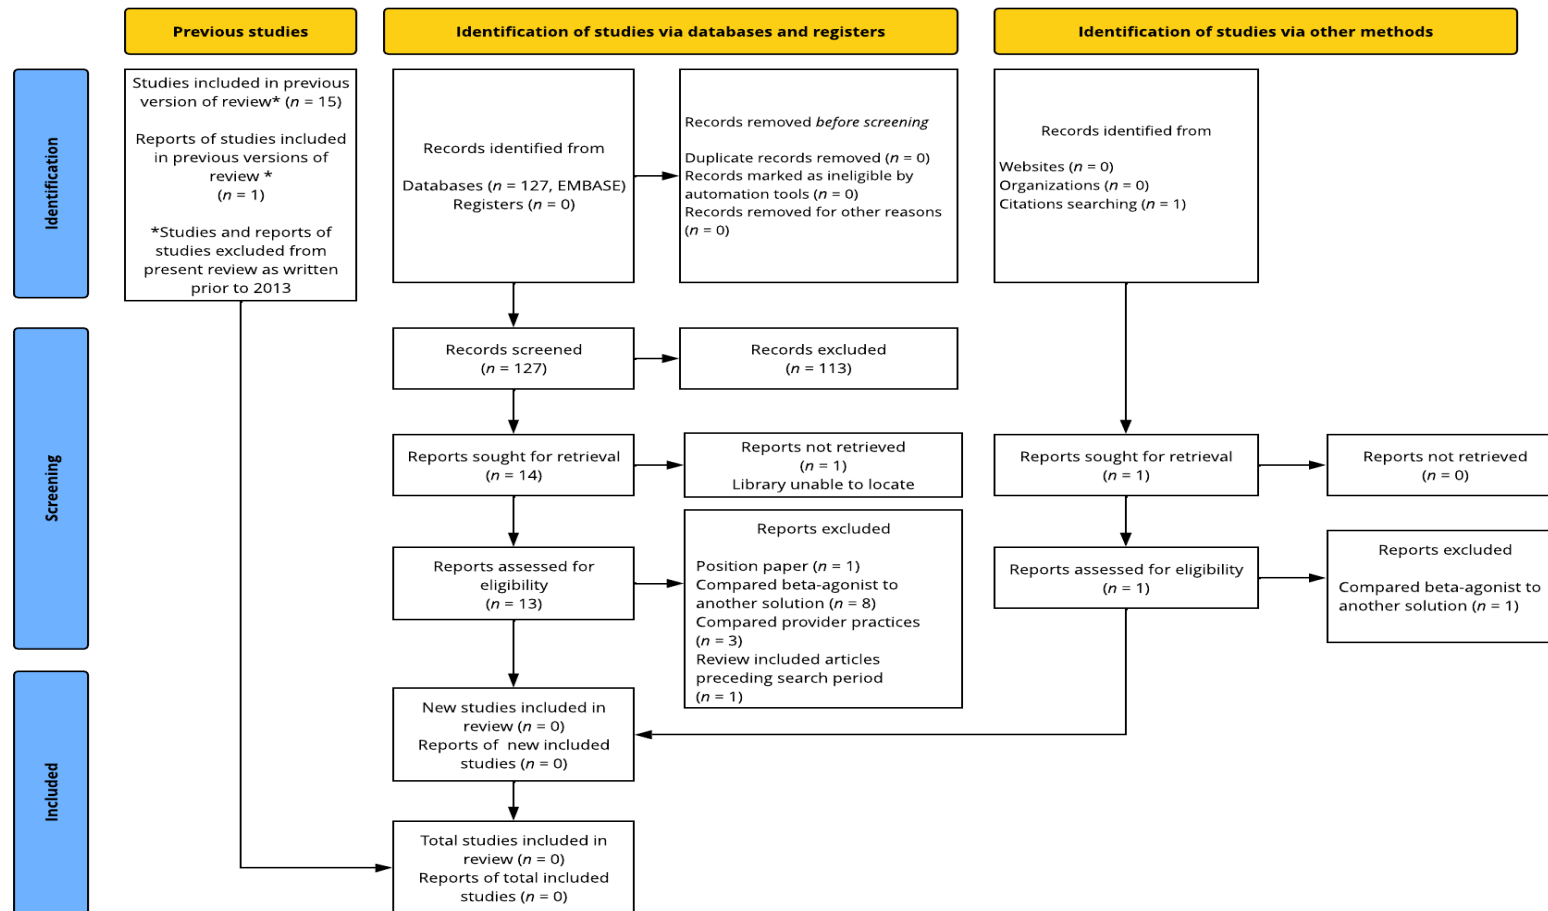 Previous studies
Identification of studies via databases and registers
Identification of studies via other methods
Identification
Studies included in previous
version of review* (n = 15)
Reports of studies included
in previous versions of
review *
(n = 1)
*Studies and reports of
studies excluded from
present review as written
prior to 2013
Records identified from
Databases (n = 127, EMBASE)
Registers (n = 0)
Records removed before screening
Duplicate records removed (n = 0)
Records marked as ineligible by
automation tools (n = 0)
Records removed for other reasons
(n = 0)
Records identified from
Websites (n = 0)
Organizations (n = 0)
Citations searching (n = 1)
Screening
Records screened
(n = 127)
Records excluded
(n = 113)
Reports sought for retrieval
(n = 14)
Reports not retrieved
(n = 1)
Library unable to locate
Reports sought for retrieval
(n = 1)
Reports not retrieved
(n = 0)
Reports assessed for
eligibility
(n = 13)
Reports excluded
Position paper (n = 1)
Compared beta-agonist to
another solution (n = 8)
Compared provider practices
(n = 3)
Review included articles
preceding search period
(n = 1)
Reports assessed for eligibility
(n = 1)
Reports excluded
Compared beta-agonist to
another solution (n = 1)
Included
New studies included in
review (n = 0)
Reports of new included
studies (n = 0)
Total studies included in
review (n = 0)
Reports of total included
studies (n = 0)